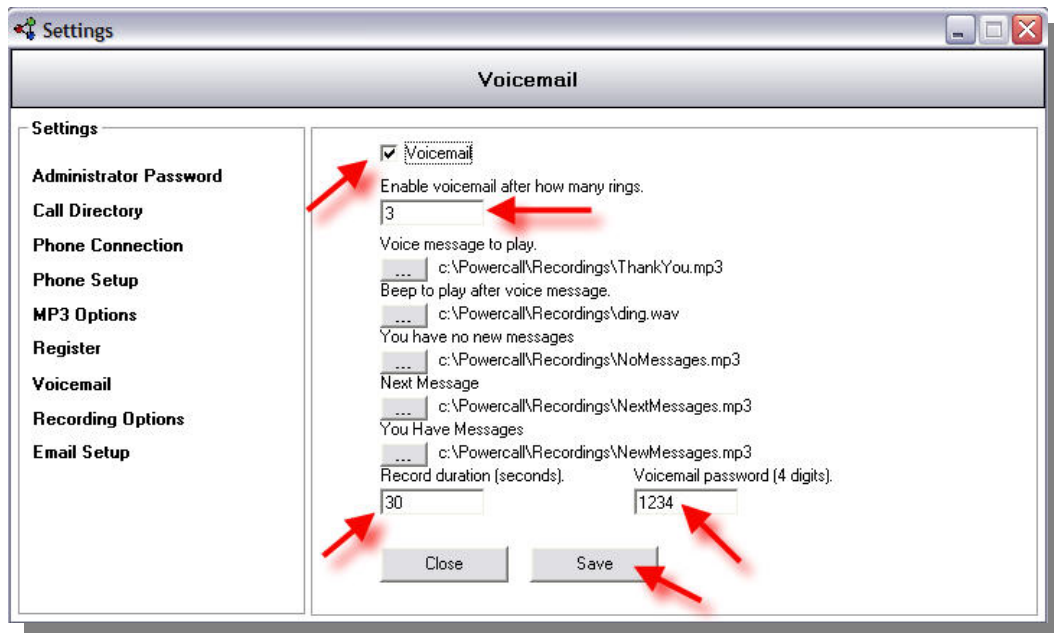 Settings
Voicemail
Settings
Administrator Password
Call Directory
Phone Connection
Phone Setup
MP3 Options
Register
Voicemail
Recording Options
Email Setup
Voicemail
Enable voicemail after how many rings.
3
Voice message to play.
... c:\Powercall\Recordings\ThankYou.mp3
Beep to play after voice message.
... c:\Powercall\Recordings\ding.wav
You have no new messages
... c:\Powercall\Recordings\NoMessages.mp3
Next Message
... c:\Powercall\Recordings\NextMessages.mp3
You Have Messages
... c:\Powercall\Recordings\NewMessages.mp3
Record duration (seconds). Voicemail password (4 digits).
30 1234
Close Save